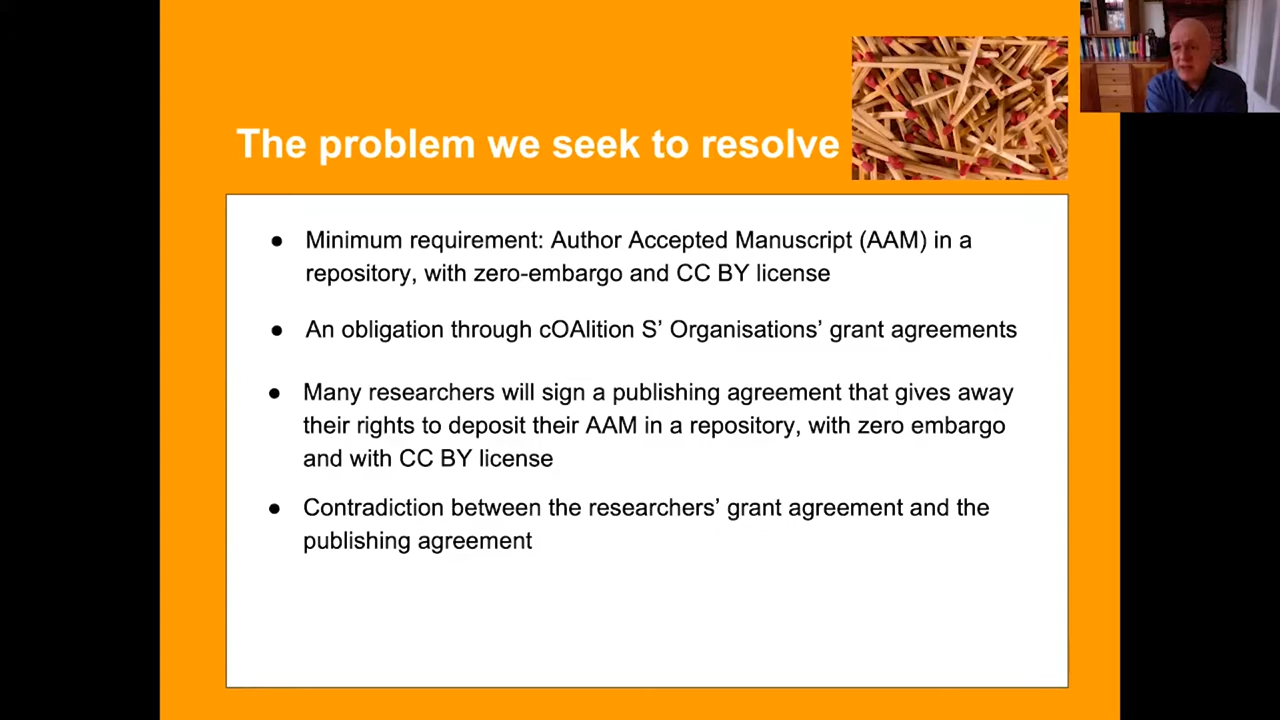 The problem we seek to resolve
● Minimum requirement: Author Accepted Manuscript (AAM) in a
repository, with zero-embargo and CC BY license
● An obligation through cOAlition S’ Organisations’ grant agreements
● Many researchers will sign a publishing agreement that gives away
their rights to deposit their AAM in a repository, with zero embargo
and with CC BY license
● Contradiction between the researchers’ grant agreement and the
publishing agreement